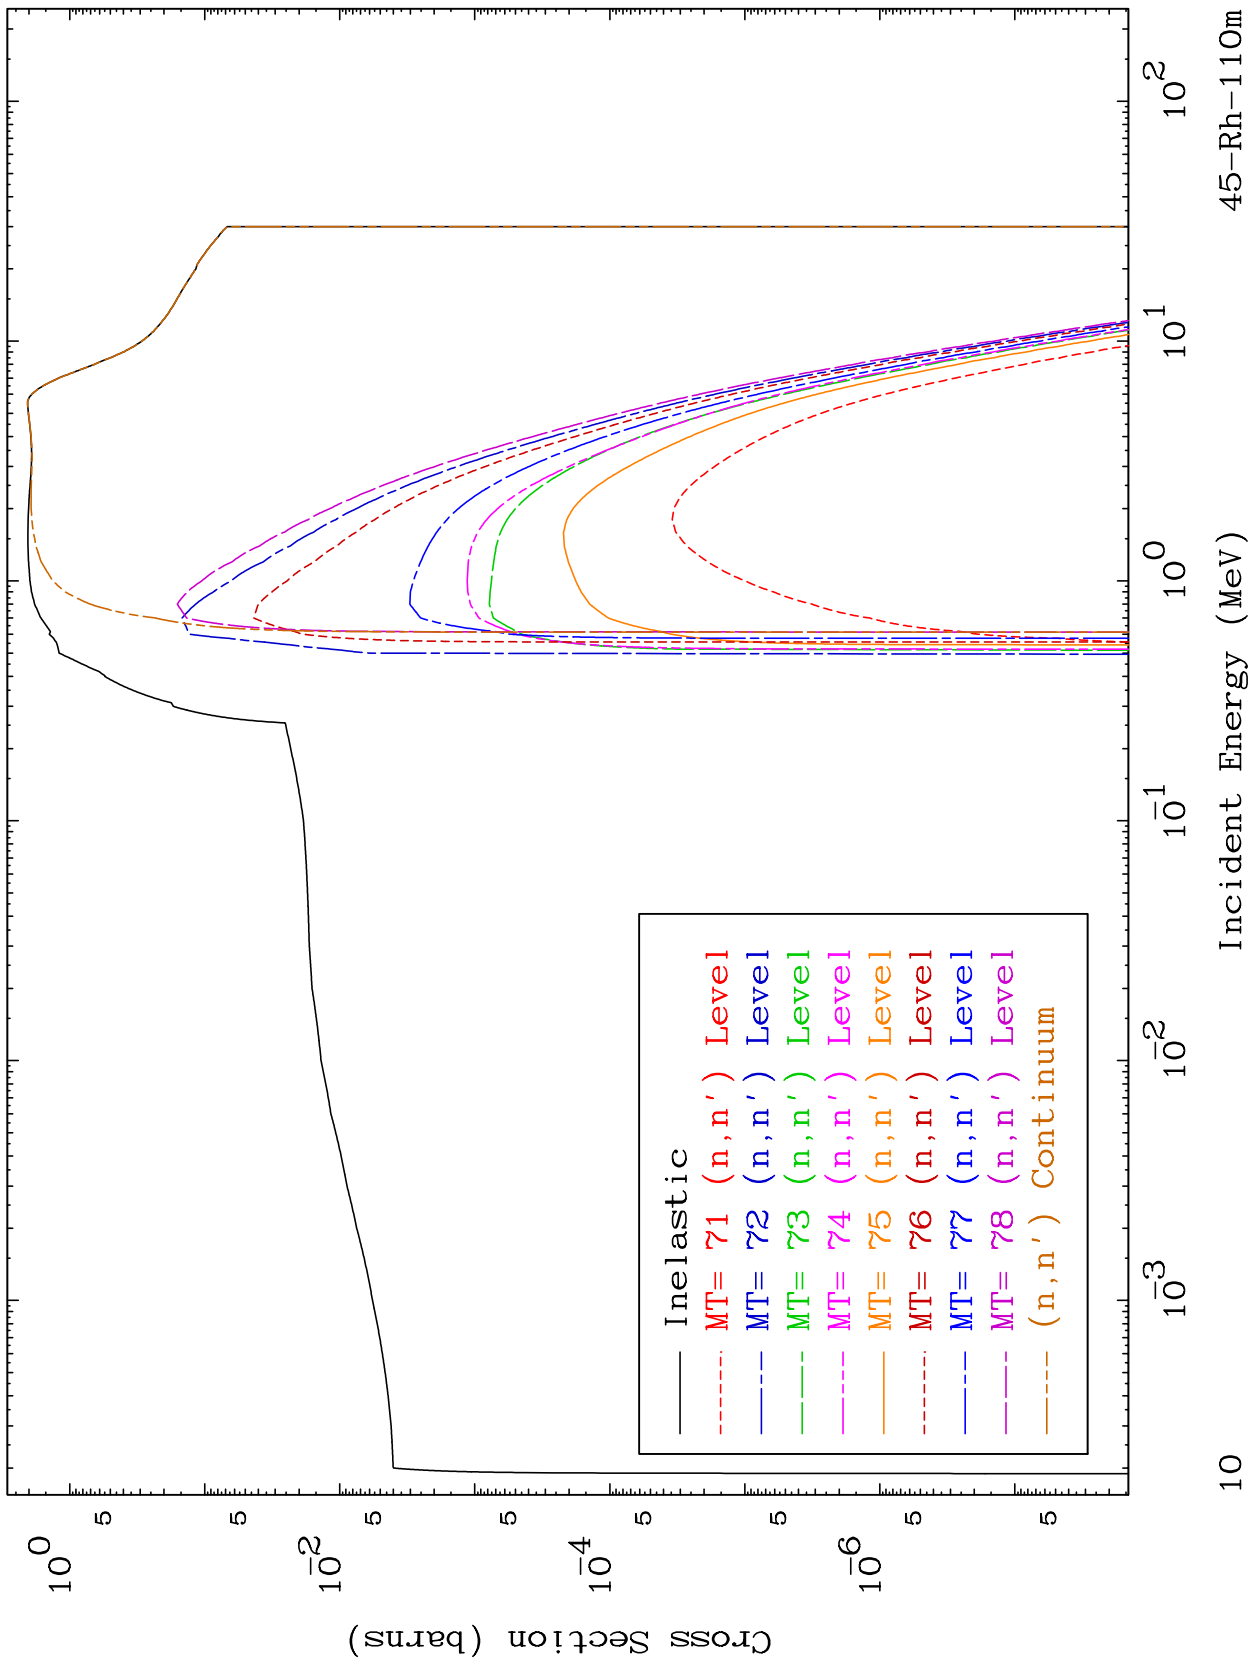 Cross Section (barns)
10 0
5
5
10 -2
5
5
10 -4
5
5
10 -6
5
5
Inelastic
MT= 71 (n,n') Level
MT= 72 (n,n') Level
MT= 73 (n,n') Level
MT= 74 (n,n') Level
MT= 75 (n,n') Level
MT= 76 (n,n') Level
MT= 77 (n,n') Level
MT= 78 (n,n') Level
(n,n') Continuum
10 -3
10 -2
10 -1
10 0
10 1
10 2
10
Incident Energy (MeV)
45-Rh-110m